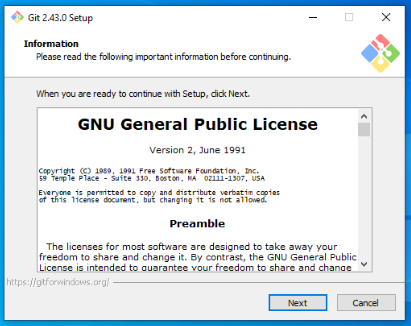 Git 2.43.0 Setup
Information
Please read the following important information before continuing.
When you are ready to continue with Setup, click Next.
GNU General Public License
Version 2, June 1991
Copyright (C) 1989, 1991 Free Software Foundation, Inc.
59 Temple Place - Suite 330, Boston, MA  02111-1307, USA
Everyone is permitted to copy and distribute verbatim copies
of this license document, but changing it is not allowed.
Preamble
The licenses for most software are designed to take away your
freedom to share and change it. By contrast, the GNU General Public
License is intended to guarantee your freedom to share and change
https://gitforwindows.org/
Next
Cancel